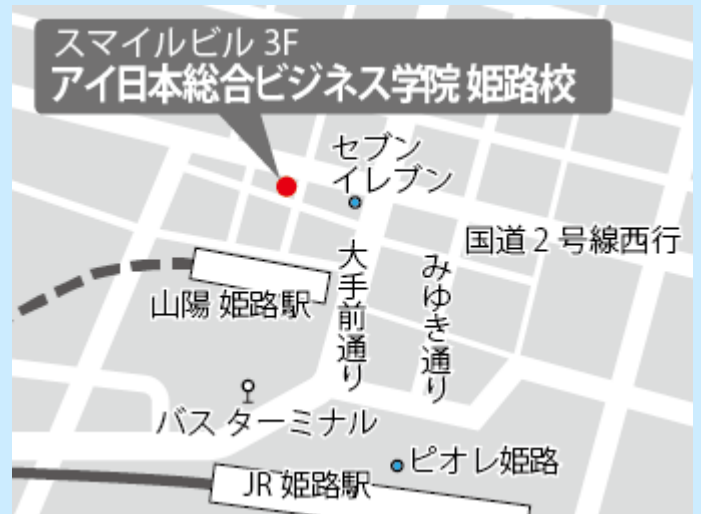 スマイルビル 3F
アイ日本総合ビジネス学院 姫路校
セブン
イレブン
国道2号線西行
大手前通り
みゆき通り
山陽 姫路駅
バス ターミナル
ピオレ姫路
JR 姫路駅